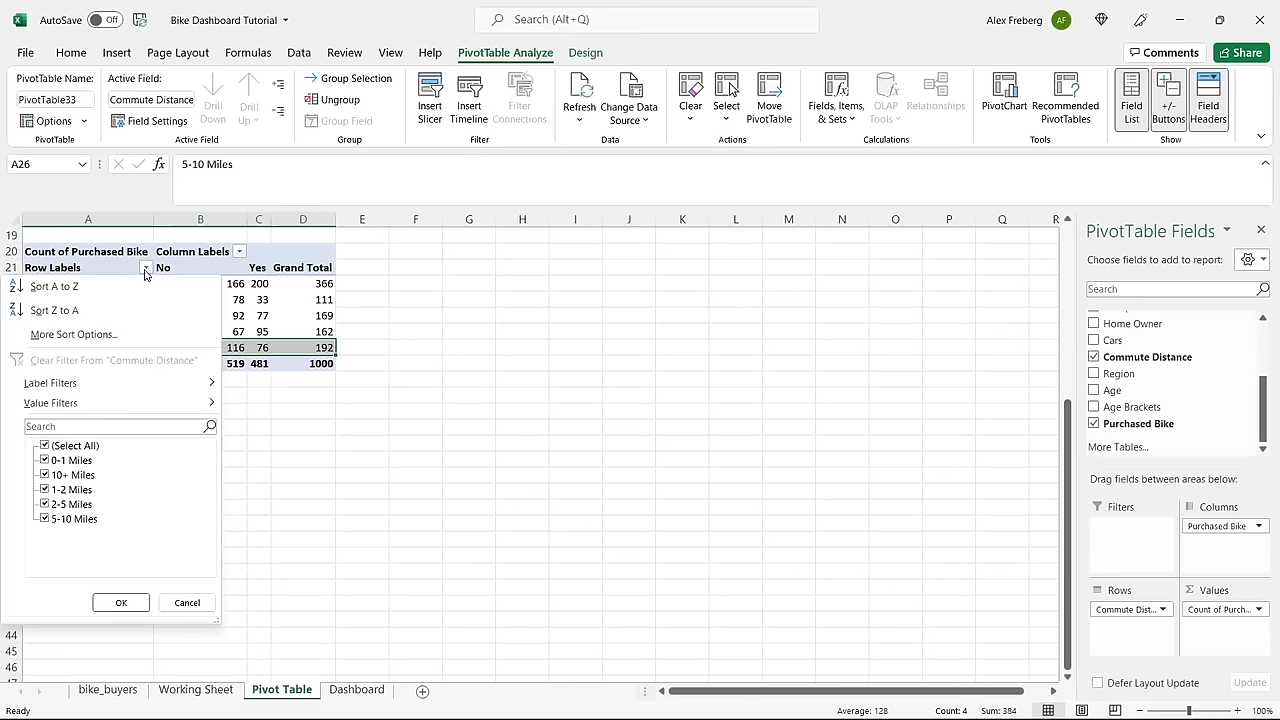 AutoSave Off Bike Dashboard Tutorial Search (Alt+Q) Alex Freberg AF
File Home Insert Page Layout Formulas Data Review View Help PivotTable Analyze Design Comments Share
PivotTable Name:
PivotTable33
Options
PivotTable
Active Field:
Commute Distance
Field Settings
Drill Down
Drill Up
Active Field
Group Selection
Ungroup
Group Field
Group
Insert Slicer
Insert Timeline
Filter Connections
Filter
Refresh
Change Data Source
Data
Clear
Select
Move PivotTable
Actions
Fields, Items, & Sets
OLAP Tools
Relationships
Calculations
PivotChart
Recommended PivotTables
Tools
Field List
+/- Buttons
Field Headers
Show
A26 fx 5-10 Miles
A B C D E F G H I J K L M N O P Q R
19
20 Count of Purchased Bike Column Labels
21 Row Labels No Yes Grand Total
166 200 366
78 33 111
92 77 169
67 95 162
116 76 192
519 481 1000
Sort A to Z
Sort Z to A
More Sort Options...
Clear Filter From "Commute Distance"
Label Filters
Value Filters
Search
(Select All)
0-1 Miles
10+ Miles
1-2 Miles
2-5 Miles
5-10 Miles
OK Cancel
44
45
46
47
PivotTable Fields
Choose fields to add to report:
Search
Home Owner
Cars
Commute Distance
Region
Age
Age Brackets
Purchased Bike
More Tables...
Drag fields between areas below:
Filters
Columns
Purchased Bike
Rows
Commute Dist...
Values
Count of Purch...
Defer Layout Update Update
bike_buyers Working Sheet Pivot Table Dashboard
Ready Average: 128 Count: 4 Sum: 384 100%